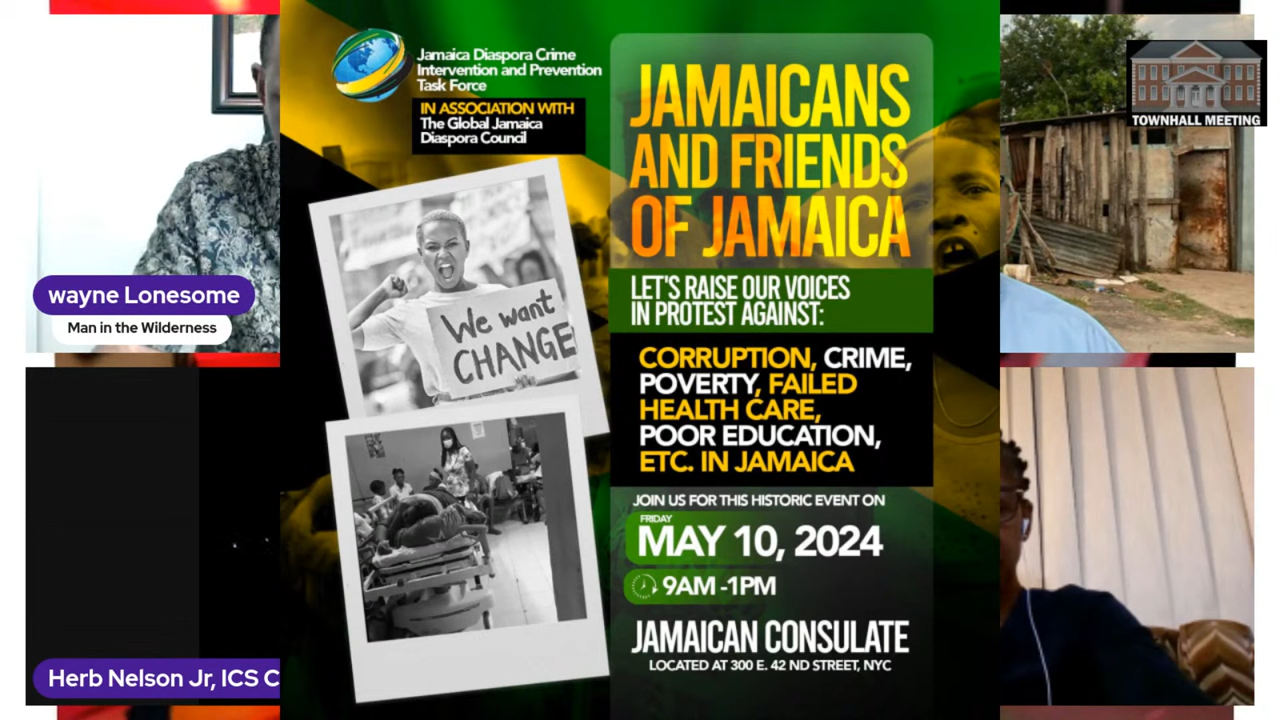 Jamaica Diaspora Crime
Intervention and Prevention
Task Force
IN ASSOCIATION WITH
The Global Jamaica
Diaspora Council
We want
CHANGE
JAMAICANS
AND FRIENDS
OF JAMAICA
LET'S RAISE OUR VOICES
IN PROTEST AGAINST:
CORRUPTION, CRIME,
POVERTY, FAILED
HEALTH CARE,
POOR EDUCATION,
ETC. IN JAMAICA
JOIN US FOR THIS HISTORIC EVENT ON
FRIDAY
MAY 10, 2024
9AM -1PM
JAMAICAN CONSULATE
LOCATED AT 300 E. 42 ND STREET, NYC
TOWNHALL MEETING
wayne Lonesome
Man in the Wilderness
Herb Nelson Jr, ICS C